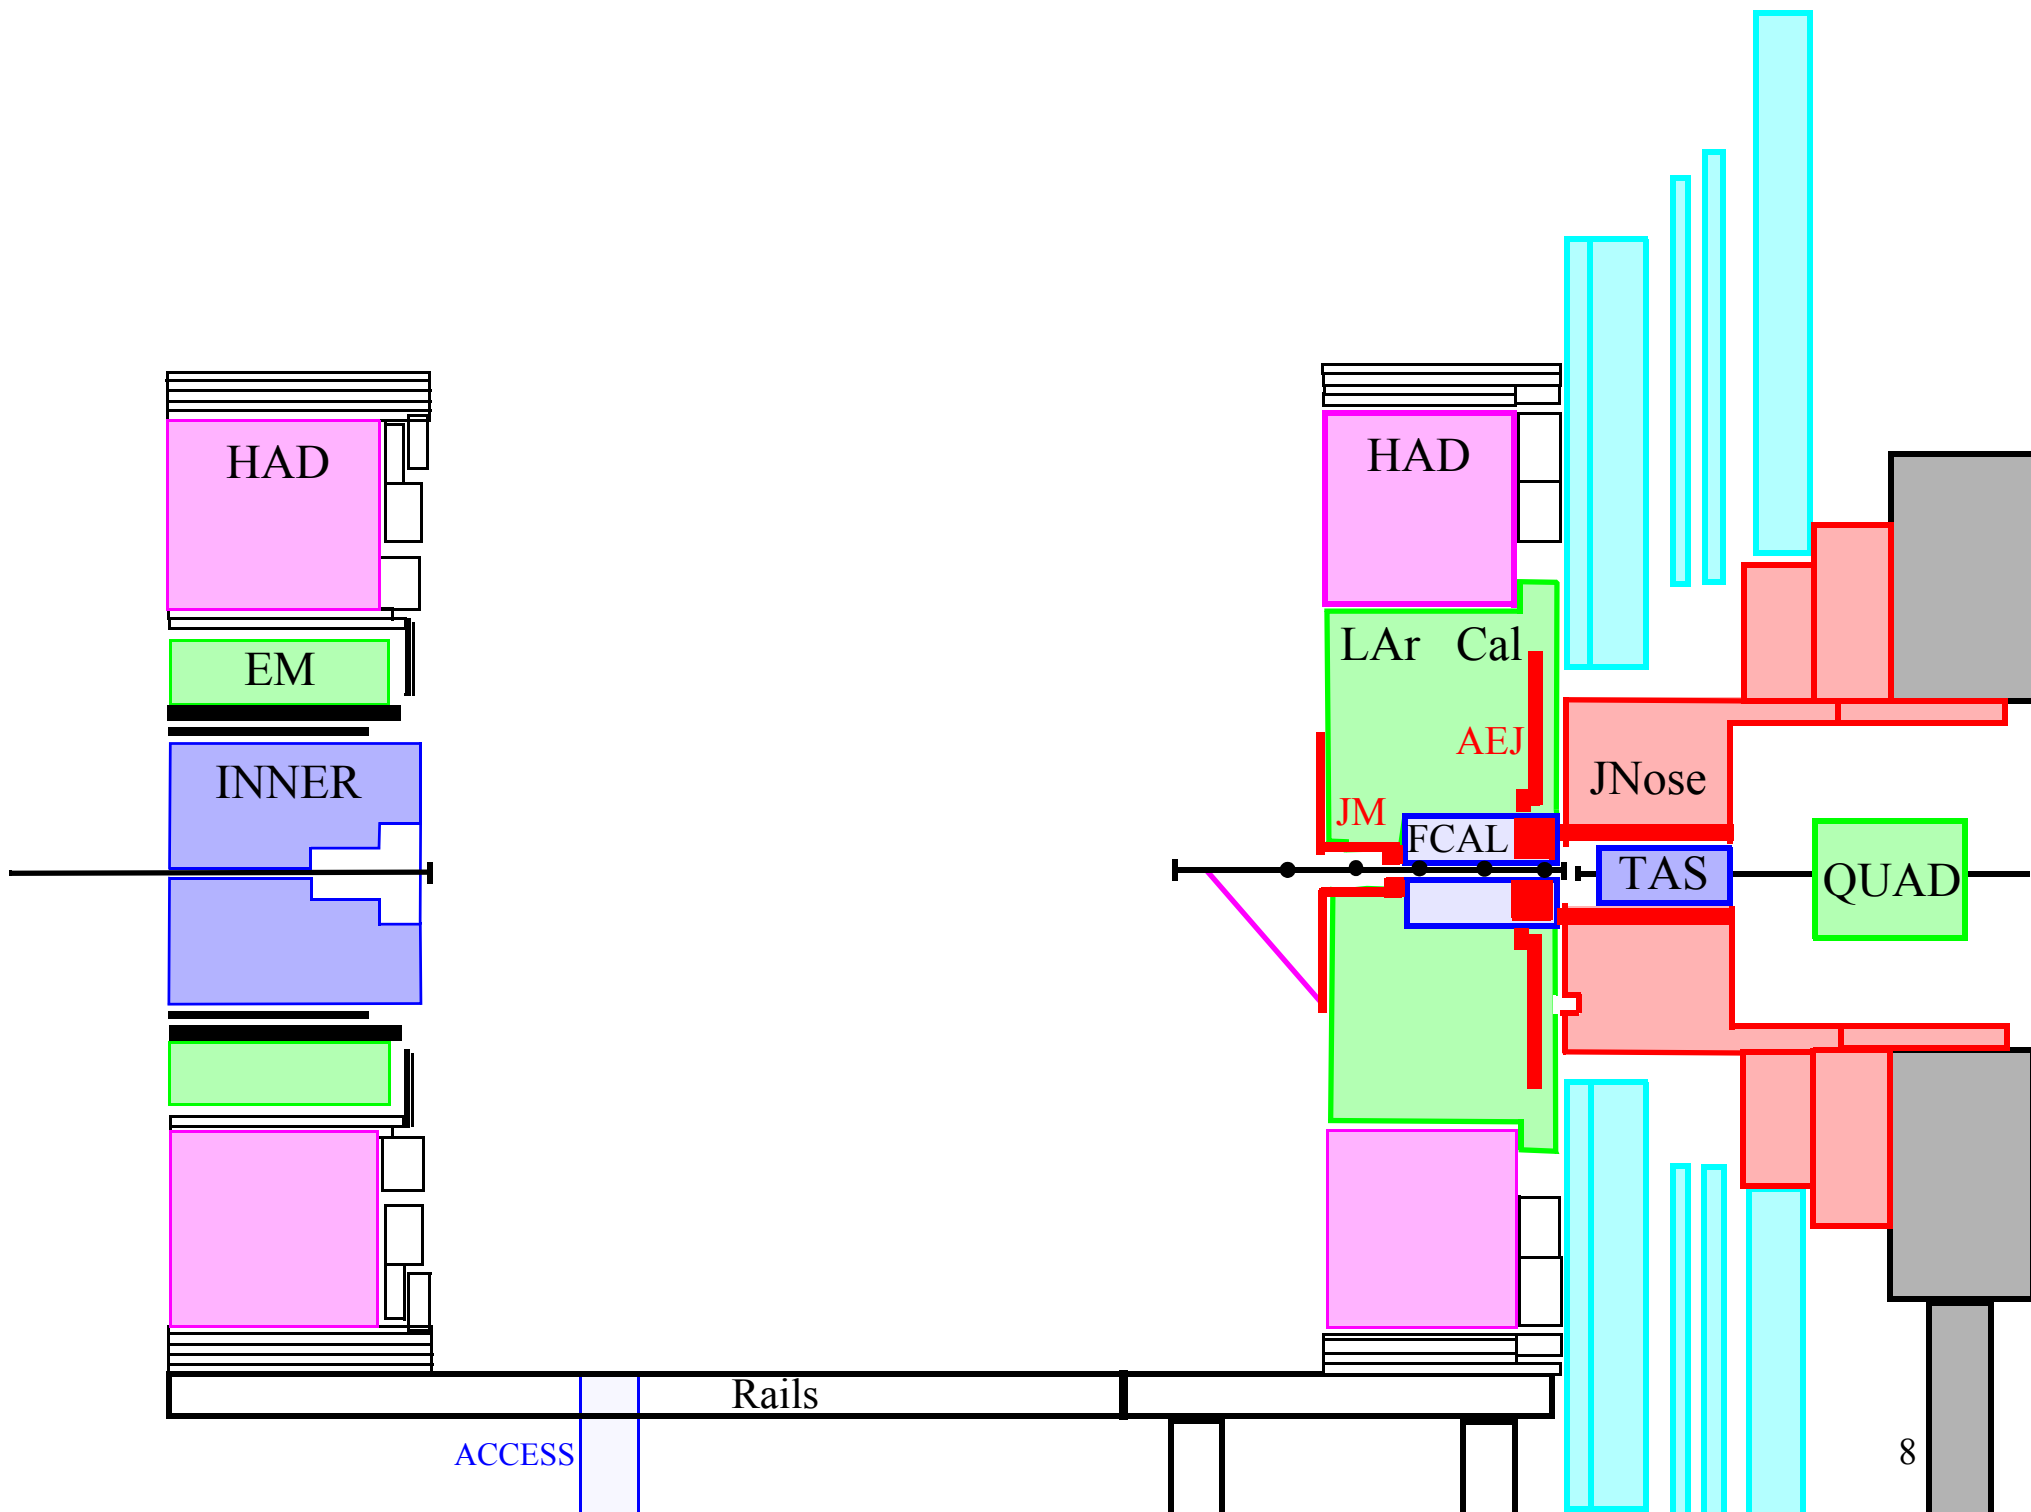 HAD
HAD
LAr Cal
EM
AEJ
INNER
JNose
JM
FCAL
TAS
QUAD
Rails
ACCESS
8